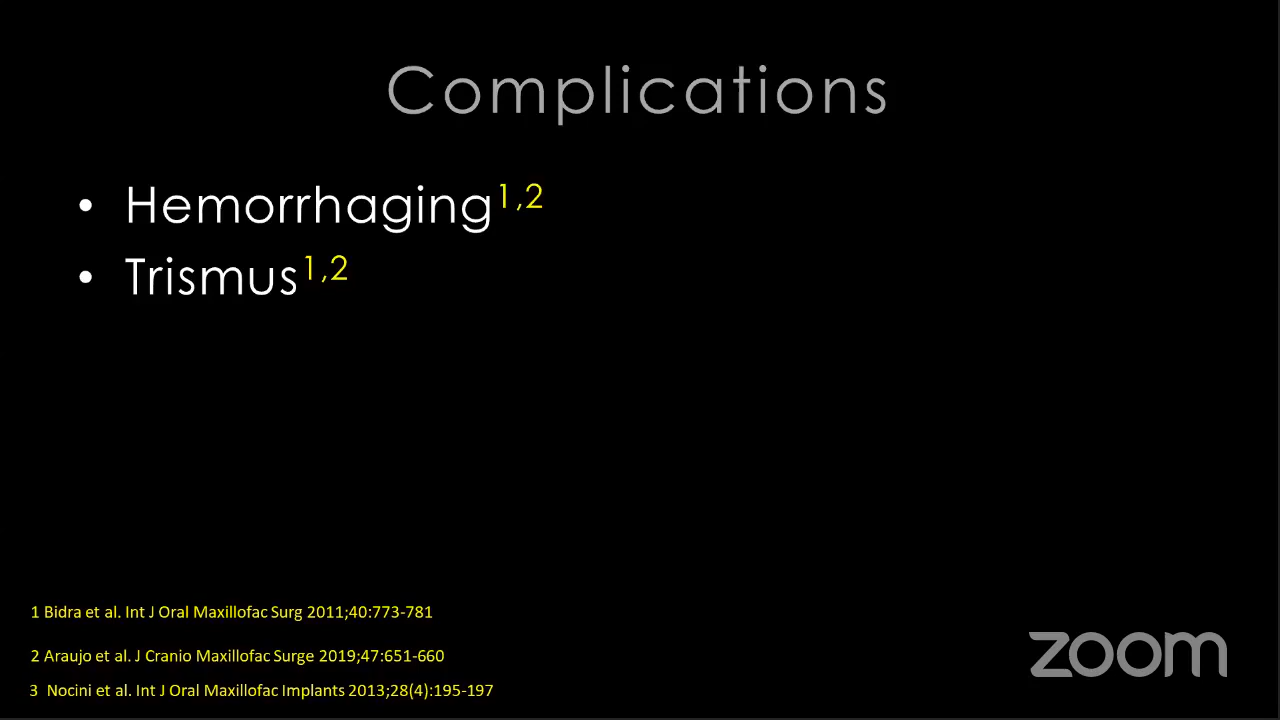 Complications
• Hemorrhaging1,2
• Trismus1,2
1 Bidra et al. Int J Oral Maxillofac Surg 2011;40:773-781
2 Araujo et al. J Cranio Maxillofac Surge 2019;47:651-660
3 Nocini et al. Int J Oral Maxillofac Implants 2013;28(4):195-197
zoom